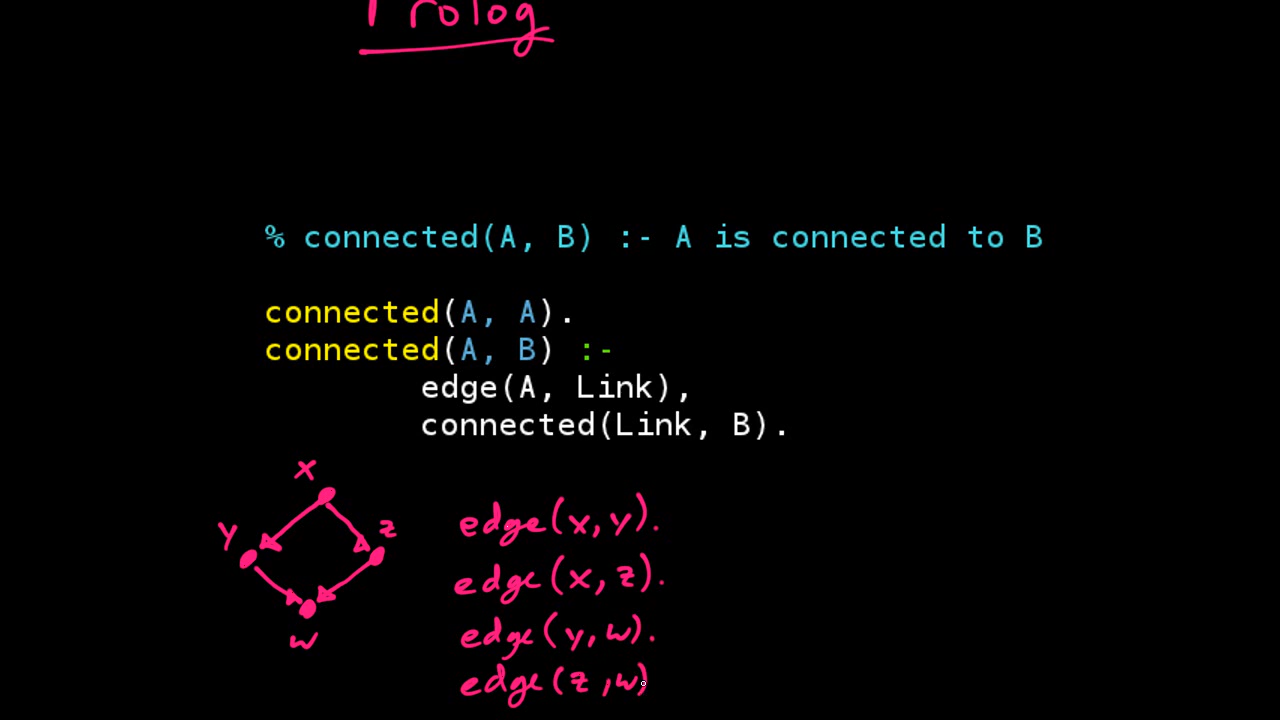 Prolog
% connected(A, B) :- A is connected to B
connected(A, A).
connected(A, B) :-
edge(A, Link),
connected(Link, B).
x
y
z
w
edge(x,y).
edge(x,z).
edge(y,w).
edge(z,w)